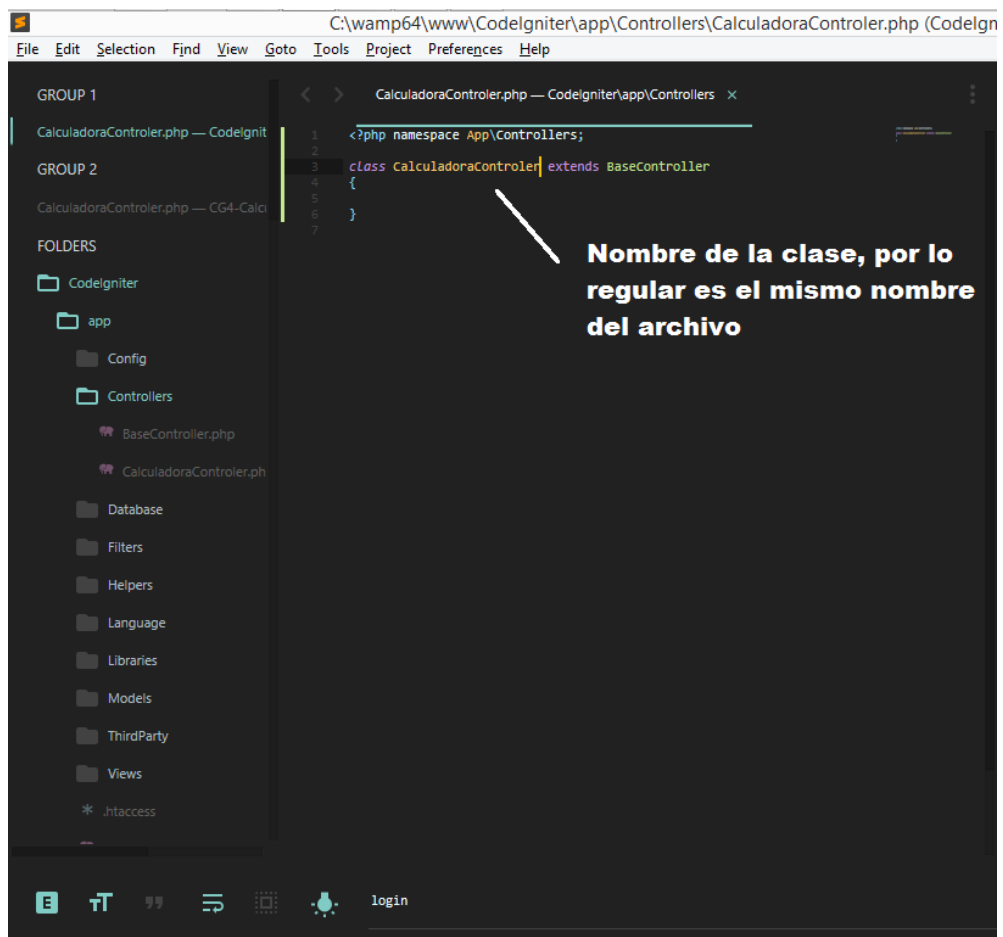 C:\wamp64\www\CodeIgniter\app\Controllers\CalculadoraControler.php (CodeIgn
File Edit Selection Find View Goto Tools Project Preferences Help
GROUP 1
CalculadoraControler.php — CodeIgnit
GROUP 2
CalculadoraControler.php — CG4-Calc
FOLDERS
CodeIgniter
app
Config
Controllers
BaseController.php
CalculadoraControler.ph
Database
Filters
Helpers
Language
Libraries
Models
ThirdParty
Views
.htaccess
CalculadoraControler.php — CodeIgniter\app\Controllers ×
1 <?php namespace App\Controllers;
2
3 class CalculadoraControler extends BaseController
4 {
5
6 }
7
Nombre de la clase, por lo
regular es el mismo nombre
del archivo
login